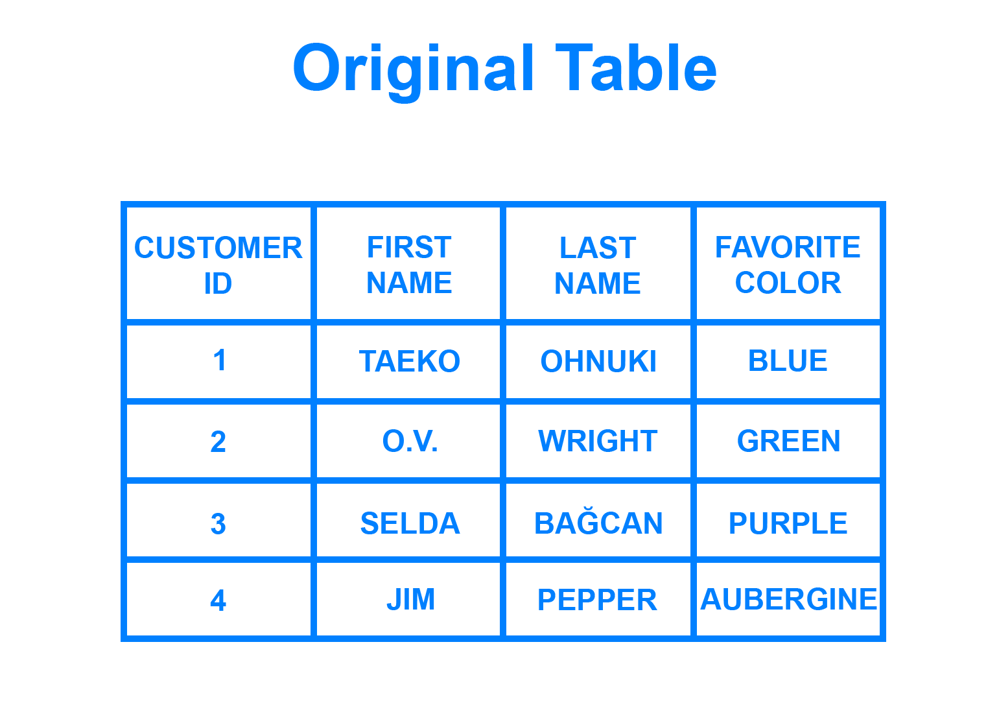 Original Table
CUSTOMER ID FIRST NAME LAST NAME FAVORITE COLOR
1 TAEKO OHNUKI BLUE
2 O.V. WRIGHT GREEN
3 SELDA BAĞCAN PURPLE
4 JIM PEPPER AUBERGINE